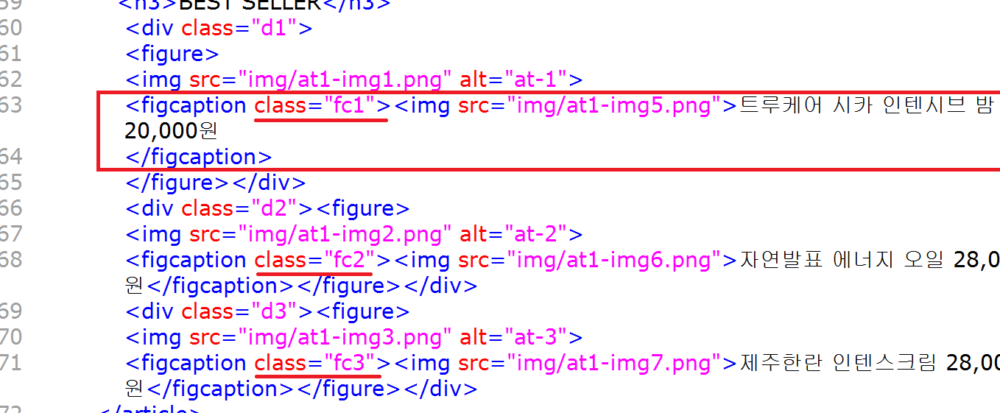 59 <h3>BEST SELLER</h3>
60 <div class="d1">
61 <figure>
62 <img src="img/at1-img1.png" alt="at-1">
63 <figcaption class="fc1"><img src="img/at1-img5.png">트루케어 시카 인텐시브 밤
20,000원
64 </figcaption>
65 </figure></div>
66 <div class="d2"><figure>
67 <img src="img/at1-img2.png" alt="at-2">
68 <figcaption class="fc2"><img src="img/at1-img6.png">자연발표 에너지 오일 28,0
원</figcaption></figure></div>
69 <div class="d3"><figure>
70 <img src="img/at1-img3.png" alt="at-3">
71 <figcaption class="fc3"><img src="img/at1-img7.png">제주한란 인텐스크림 28,00
원</figcaption></figure></div>
72 </article>